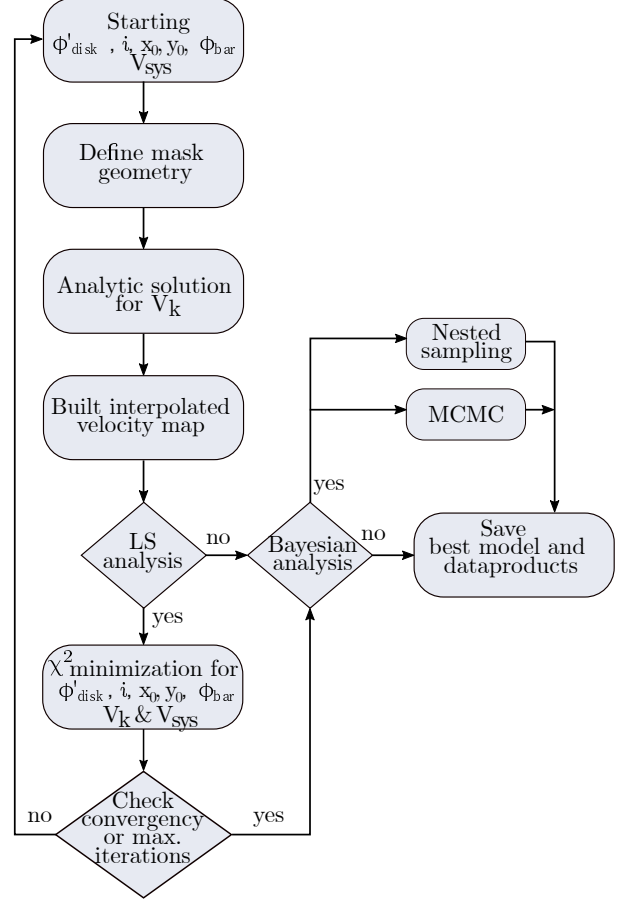 Starting
ϕ'disk , i, x0, y0, ϕbar
Vsys
Define mask
geometry
Analytic solution
for Vk
Built interpolated
velocity map
Nested
sampling
MCMC
yes
LS
analysis
no
Bayesian
analysis
no
Save
best model and
dataproducts
yes
χ2minimization for
ϕ'disk , i, x0, y0, ϕbar
Vk & Vsys
Check
convergency
or max.
iterations
no
yes